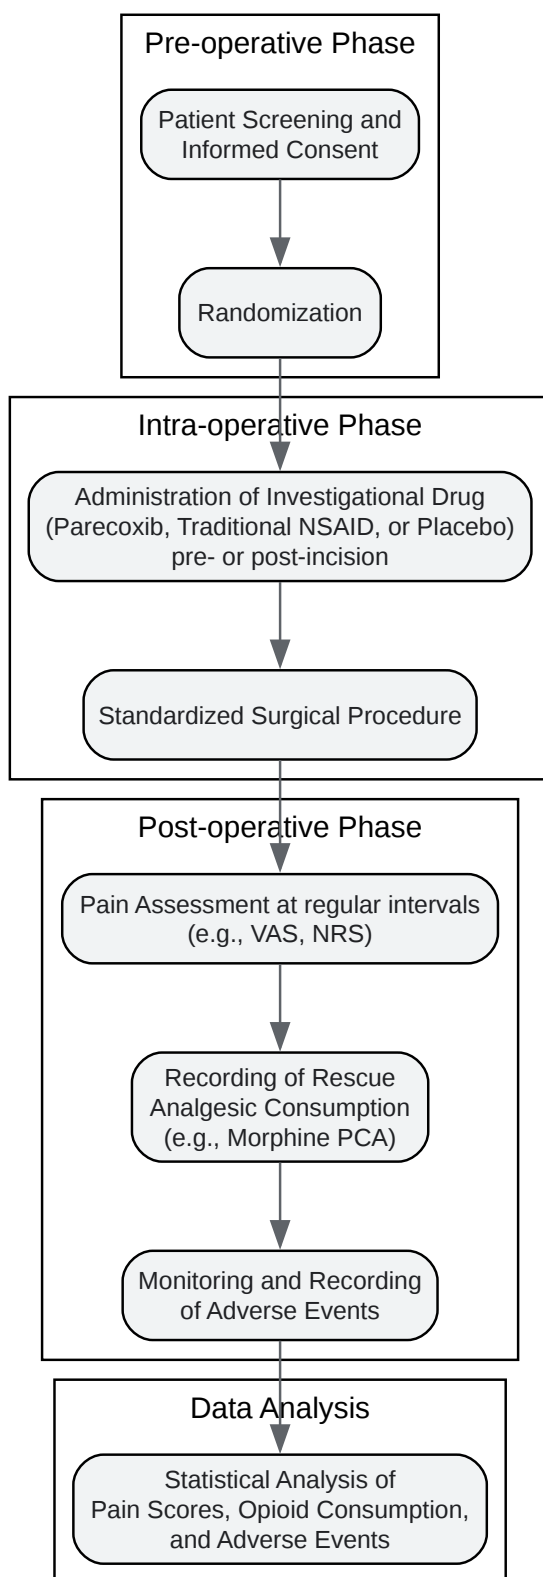 Pre-operative Phase
Patient Screening and
Informed Consent
Randomization
Intra-operative Phase
Administration of Investigational Drug
(Parecoxib, Traditional NSAID, or Placebo)
pre- or post-incision
Standardized Surgical Procedure
Post-operative Phase
Pain Assessment at regular intervals
(e.g., VAS, NRS)
Recording of Rescue
Analgesic Consumption
(e.g., Morphine PCA)
Monitoring and Recording
of Adverse Events
Data Analysis
Statistical Analysis of
Pain Scores, Opioid Consumption,
and Adverse Events